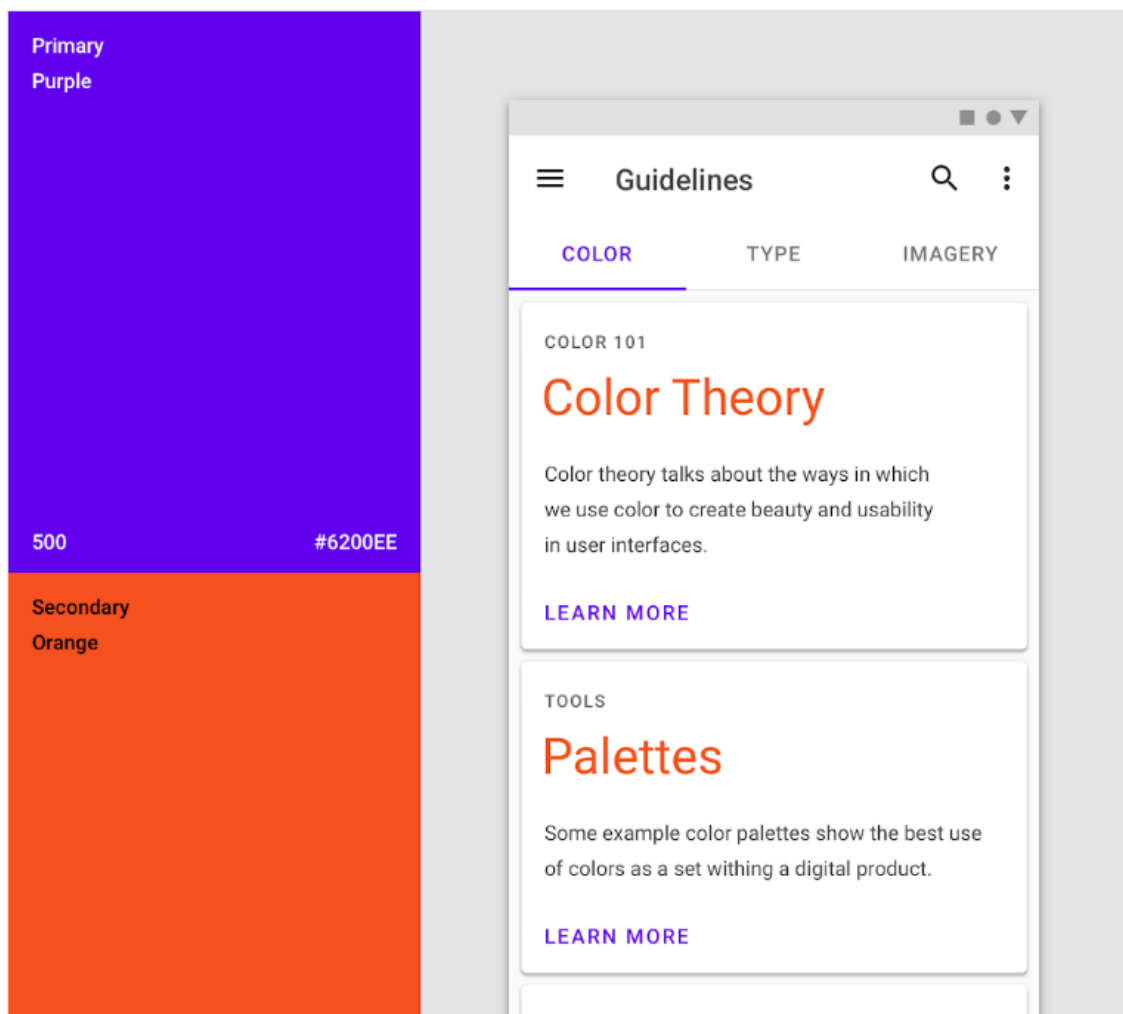 Primary
Purple
500 #6200EE
Secondary
Orange
Guidelines
COLOR TYPE IMAGERY
COLOR 101
Color Theory
Color theory talks about the ways in which
we use color to create beauty and usability
in user interfaces.
LEARN MORE
TOOLS
Palettes
Some example color palettes show the best use
of colors as a set withing a digital product.
LEARN MORE